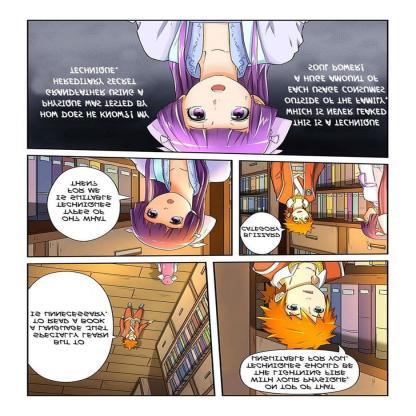 BUT TO
SPECIALLY LEARN
A LANGUAGE JUST
TO READ A BOOK
IS UNNECESSARY.
ON TOP OF THAT
WITH YOUR PHYSIQUE,
THE LIGHTNING FIRE
TECHNIQUES SHOULD BE
UNSUITABLE FOR YOU.
OH? WHAT
TYPES OF
TECHNIQUES
IS SUITABLE
FOR ME
THEN?
BLIZZARD
CATEGORY
HOW DOES HE KNOW?! MY
PHYSIQUE WAS TESTED BY
GRANDFATHER USING A
HEREDITARY SECRET
TECHNIQUE.
THIS IS A TECHNIQUE
WHICH IS NEVER LEAKED
OUTSIDE OF THE FAMILY.
EACH USAGE CONSUMES
A HUGE AMOUNT OF
SOUL POWER!